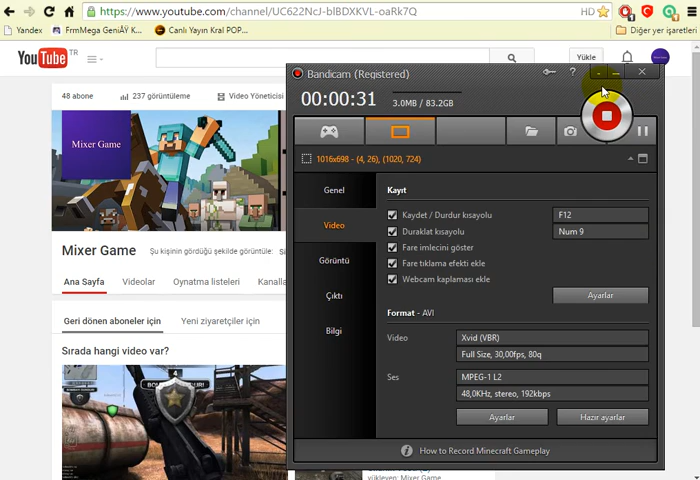 https://www.youtube.com/channel/UC622NcJ-blBDXKVL-oaRk7Q
HD
Yandex
FrmMega GeniÅŸ K...
Canlı Yayın Kral POP...
Diğer yer işaretleri
YouTube TR
Yükle
48 abone
237 görüntüleme
Video Yöneticisi
Mixer Game
Mixer Game
Şu kişinin gördüğü şekilde görüntüle:
Ana Sayfa
Videolar
Oynatma listeleri
Kanalla
Geri dönen aboneler için
Yeni ziyaretçiler için
Sırada hangi video var?
yükleyen: Mixer Game
Bandicam (Registered)
00:00:31
3.0MB / 83.2GB
1016x698 - (4, 26), (1020, 724)
Genel
Video
Görüntü
Çıktı
Bilgi
Kayıt
Kaydet / Durdur kısayolu
F12
Duraklat kısayolu
Num 9
Fare imlecini göster
Fare tıklama efekti ekle
Webcam kaplaması ekle
Ayarlar
Format - AVI
Video
Xvid (VBR)
Full Size, 30,00fps, 80q
Ses
MPEG-1 L2
48,0KHz, stereo, 192kbps
Ayarlar
Hazır ayarlar
How to Record Minecraft Gameplay